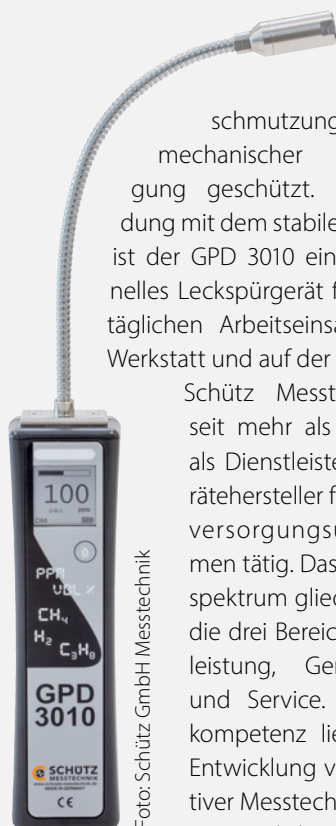 schmutzung
mechanischer
gung geschützt.
dung mit dem stabile
ist der GPD 3010 ein
nelles Leckspürgerät f
täglichen Arbeitseinsa
Werkstatt und auf der
Schütz Messt
seit mehr als
als Dienstleiste
rätehersteller f
versorgungsu
men tätig. Das
spektrum glied
die drei Bereic
leistung, Ger
und Service.
kompetenz lie
Entwicklung v
tiver Messtech
100
CH4
PPM
VOL %
CH₄
H₂
C₃H₈
GPD
3010
SCHÜTZ
MESSTECHNIK
MADE IN GERMANY
CE
Foto: Schütz GmbH Messtechnik